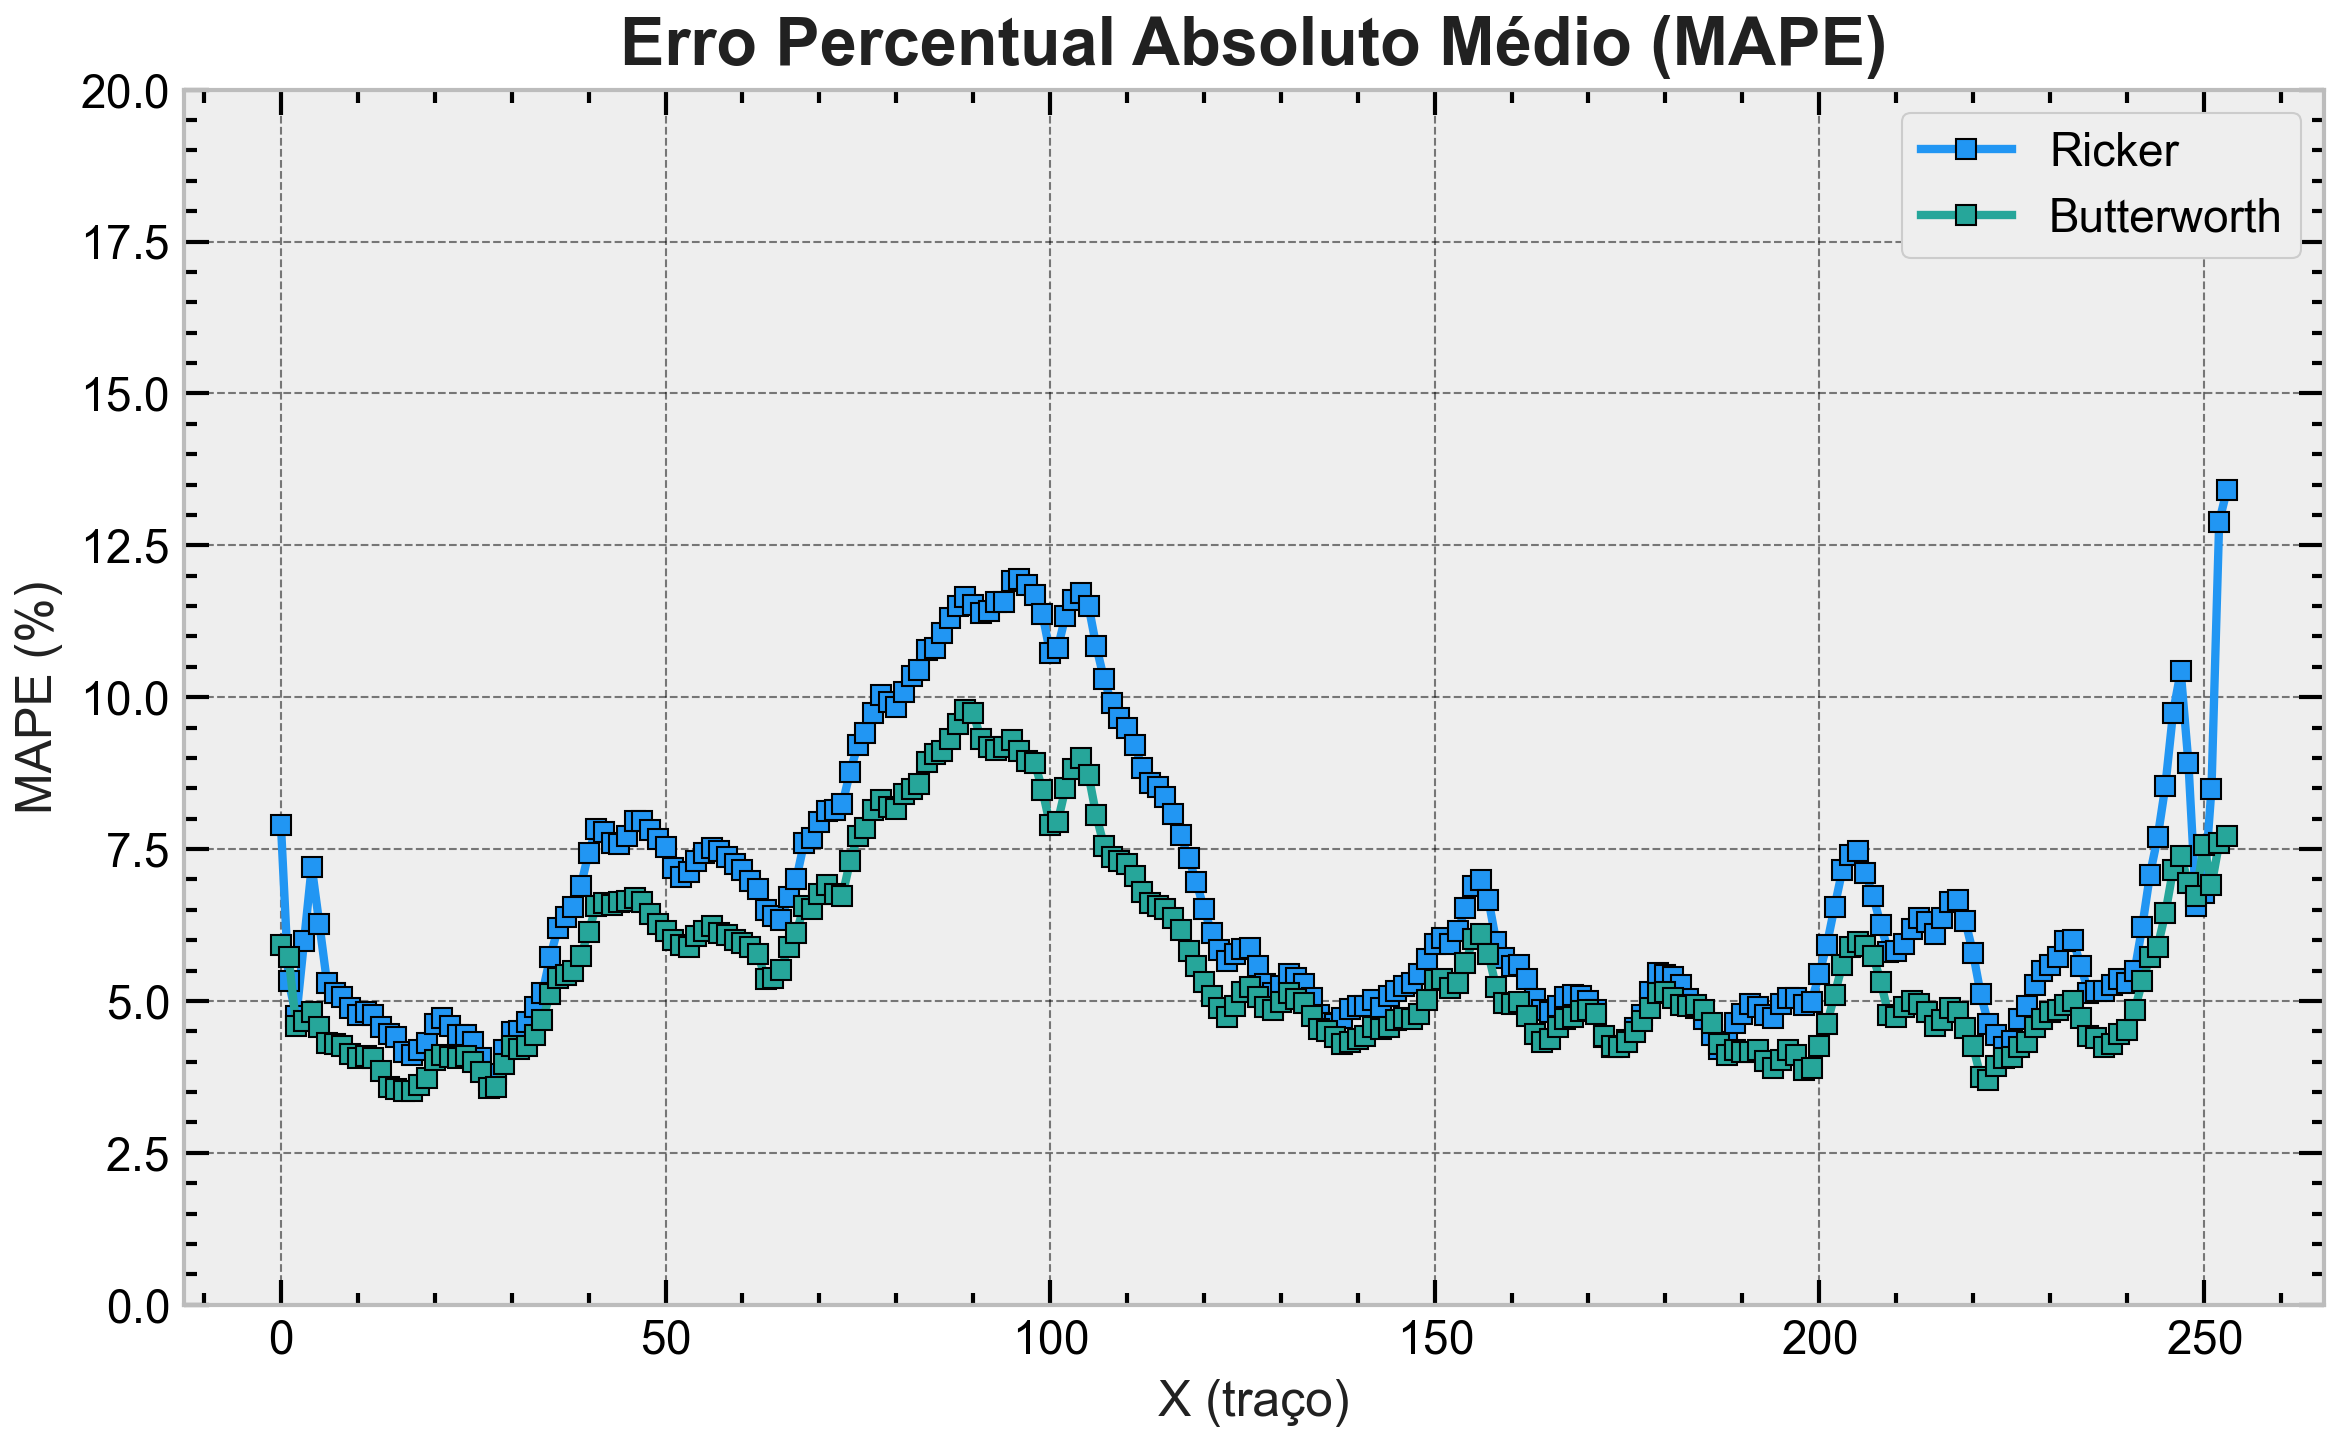 Erro Percentual Absoluto Médio (MAPE)
20.0
17.5
15.0
12.5
10.0
7.5
5.0
2.5
0.0
MAPE (%)
Ricker
Butterworth
0 50 100 150 200 250
X (traço)